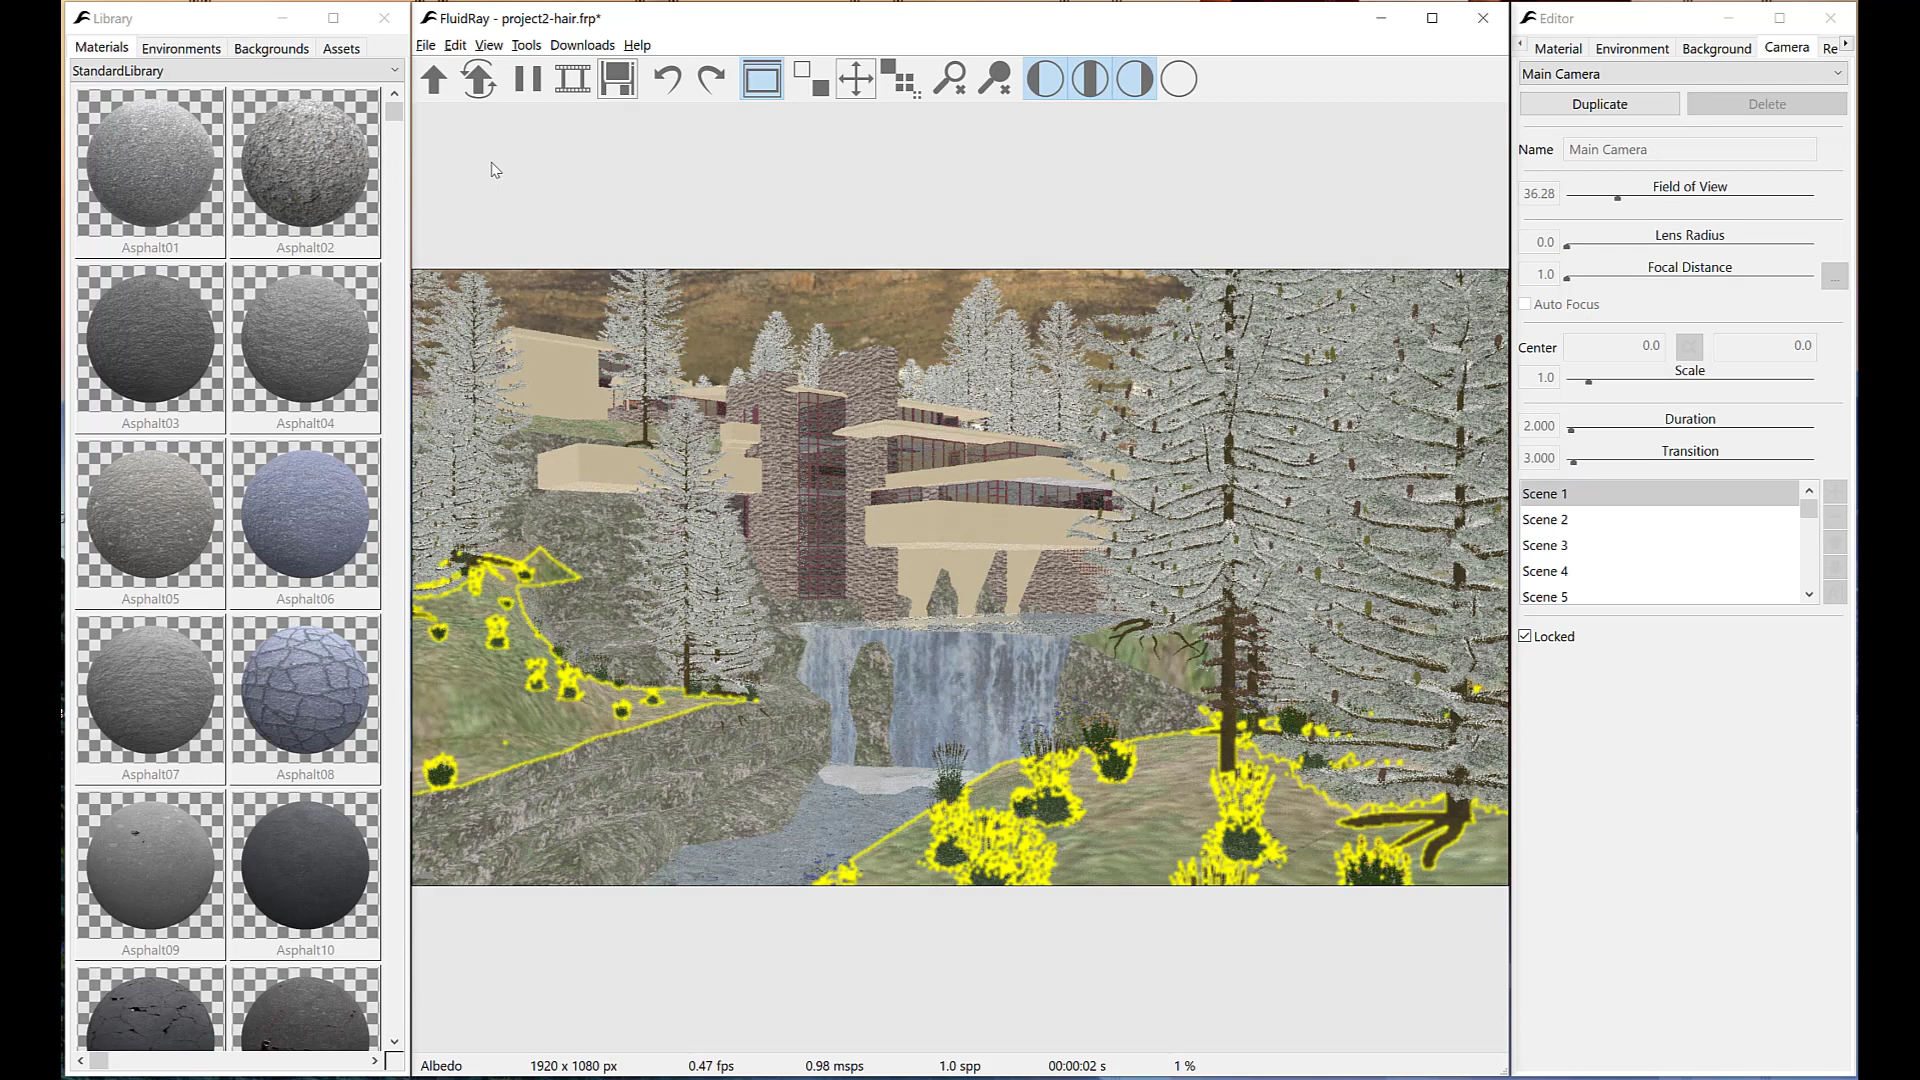 Library
Materials Environments Backgrounds Assets
StandardLibrary
Asphalt01 Asphalt02
Asphalt03 Asphalt04
Asphalt05 Asphalt06
Asphalt07 Asphalt08
Asphalt09 Asphalt10
FluidRay - project2-hair.frp*
File Edit View Tools Downloads Help
Albedo 1920 x 1080 px 0.47 fps 0.98 msps 1.0 spp 00:00:02 s 1 %
Editor
Material Environment Background Camera Re
Main Camera
Duplicate Delete
Name Main Camera
36.28 Field of View
0.0 Lens Radius
1.0 Focal Distance ...
Auto Focus
Center 0.0 0.0
1.0 Scale
2.000 Duration
3.000 Transition
Scene 1
Scene 2
Scene 3
Scene 4
Scene 5
Locked